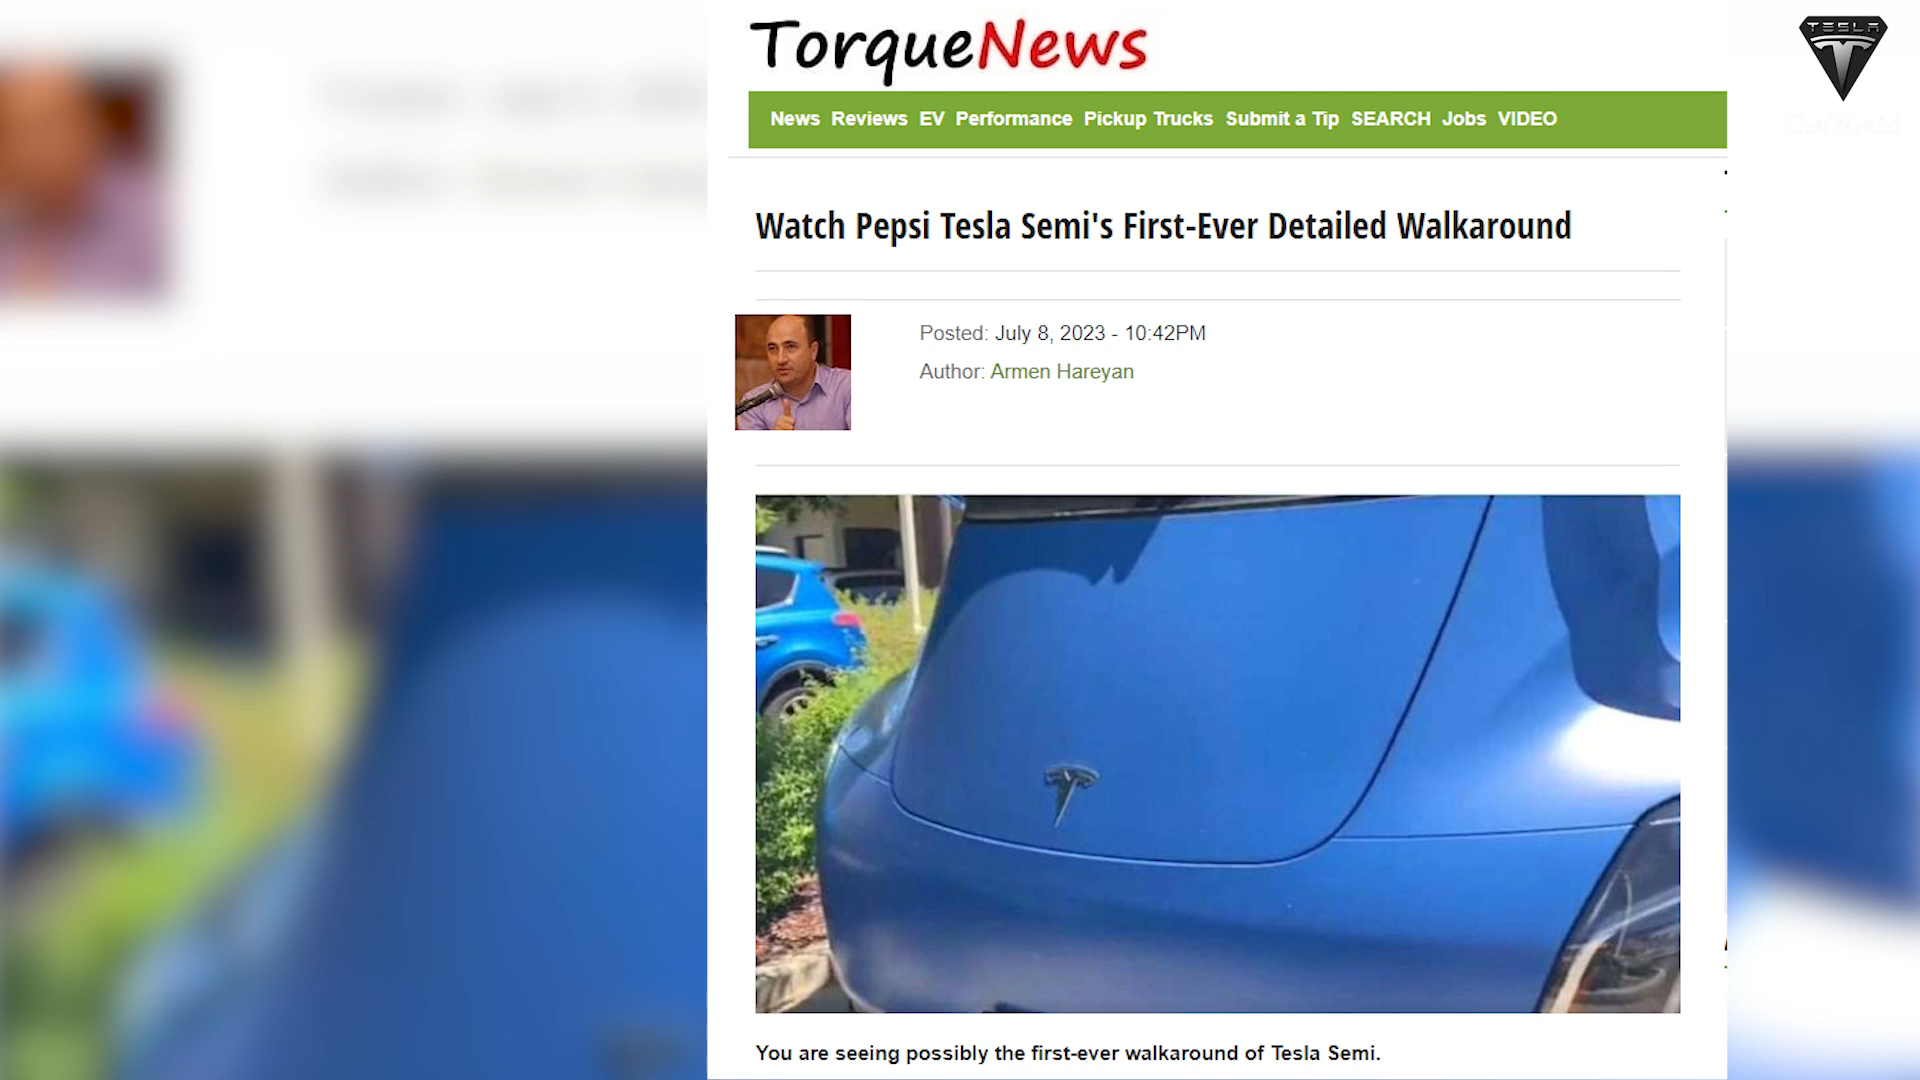 TorqueNews
TESLA
News Reviews EV Performance Pickup Trucks Submit a Tip SEARCH Jobs VIDEO
Watch Pepsi Tesla Semi's First-Ever Detailed Walkaround
Posted: July 8, 2023 - 10:42PM
Author: Armen Hareyan
You are seeing possibly the first-ever walkaround of Tesla Semi.